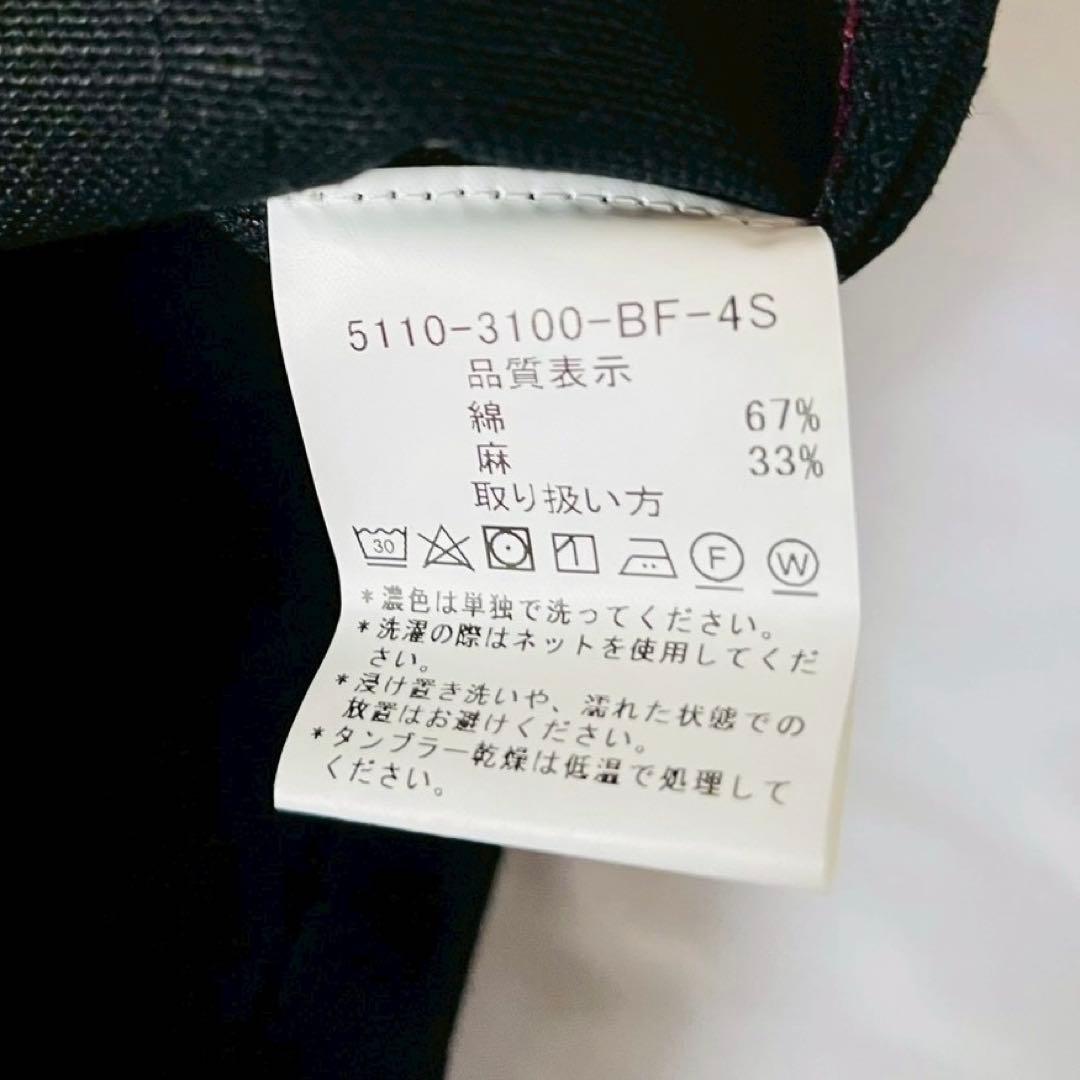 5110-3100-BF-4S
品質表示
綿 67%
麻 33%
取り扱い方
30 F W
*濃色は単独で洗ってください。
*洗濯の際はネットを使用してくだ
さい。
*浸け置き洗いや、濡れた状態での
放置はお避けください。
*タンブラー乾燥は低温で処理して
ください。